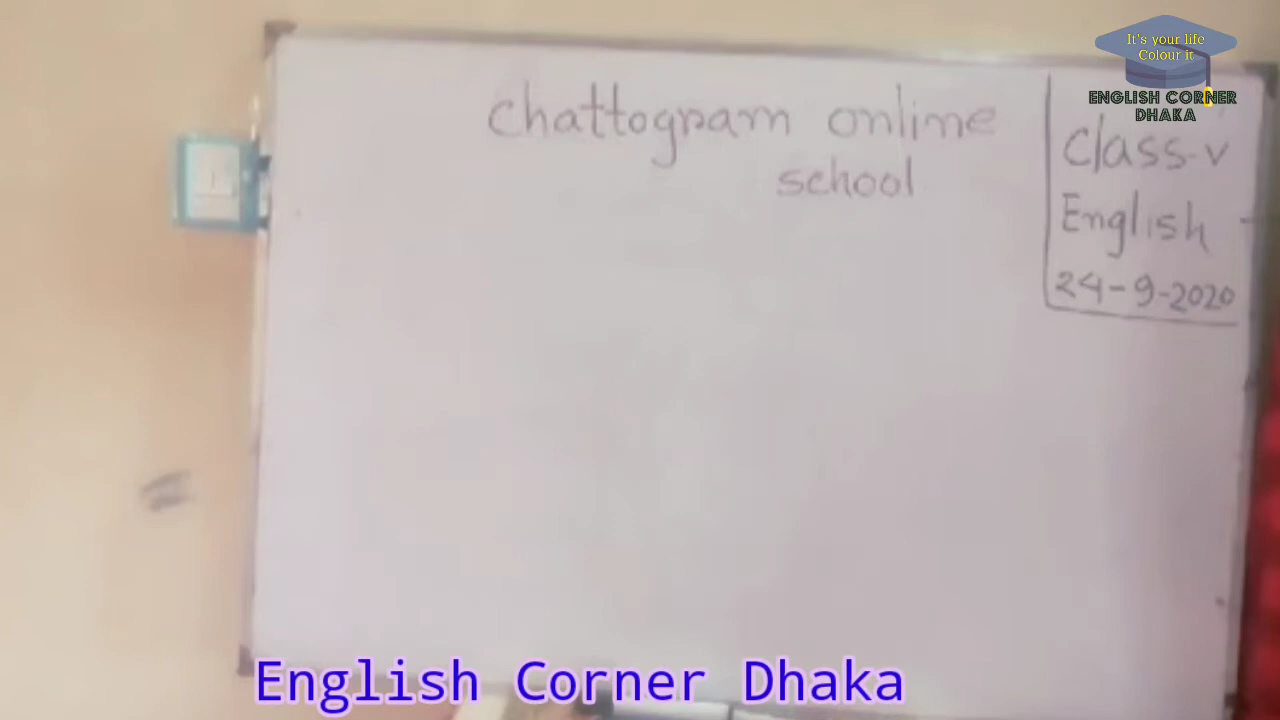 Chattogram online
school
Class-V
English
24-9-2020
It's your life
Colour it
ENGLISH CORNER
DHAKA
English Corner Dhaka